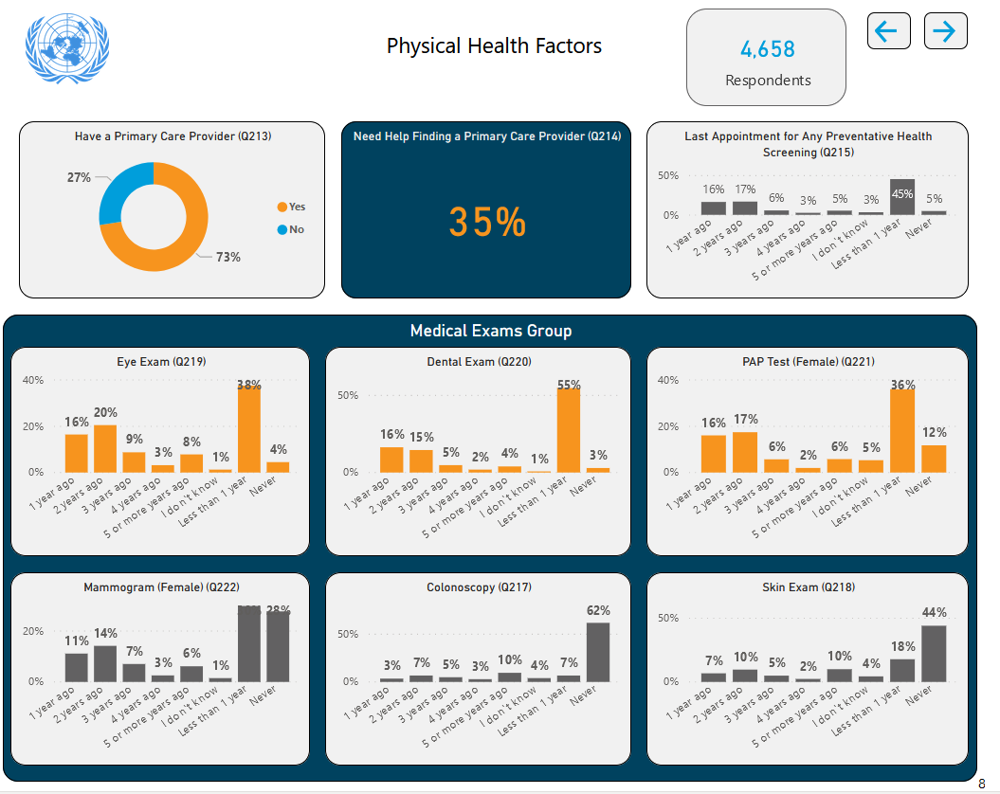 Physical Health Factors
4,658
Respondents
Have a Primary Care Provider (Q213)
27%
73%
Yes
No
Need Help Finding a Primary Care Provider (Q214)
35%
Last Appointment for Any Preventative Health
Screening (Q215)
50%
0%
16% 17% 6% 3% 5% 3% 45% 5%
1 year ago
2 years ago
3 years ago
4 years ago
5 or more years ago
I don't know
Less than 1 year
Never
Medical Exams Group
Eye Exam (Q219)
40%
20%
0%
16% 20% 9% 3% 8% 1% 38% 4%
1 year ago
2 years ago
3 years ago
4 years ago
5 or more years ago
I don't know
Less than 1 year
Never
Dental Exam (Q220)
50%
0%
16% 15% 5% 2% 4% 1% 55% 3%
1 year ago
2 years ago
3 years ago
4 years ago
5 or more years ago
I don't know
Less than 1 year
Never
PAP Test (Female) (Q221)
40%
20%
0%
16% 17% 6% 2% 6% 5% 36% 12%
1 year ago
2 years ago
3 years ago
4 years ago
5 or more years ago
I don't know
Less than 1 year
Never
Mammogram (Female) (Q222)
20%
0%
11% 14% 7% 3% 6% 1% 28%
1 year ago
2 years ago
3 years ago
4 years ago
5 or more years ago
I don't know
Less than 1 year
Never
Colonoscopy (Q217)
50%
0%
3% 7% 5% 3% 10% 4% 7% 62%
1 year ago
2 years ago
3 years ago
4 years ago
5 or more years ago
I don't know
Less than 1 year
Never
Skin Exam (Q218)
50%
0%
7% 10% 5% 2% 10% 4% 18% 44%
1 year ago
2 years ago
3 years ago
4 years ago
5 or more years ago
I don't know
Less than 1 year
Never
8